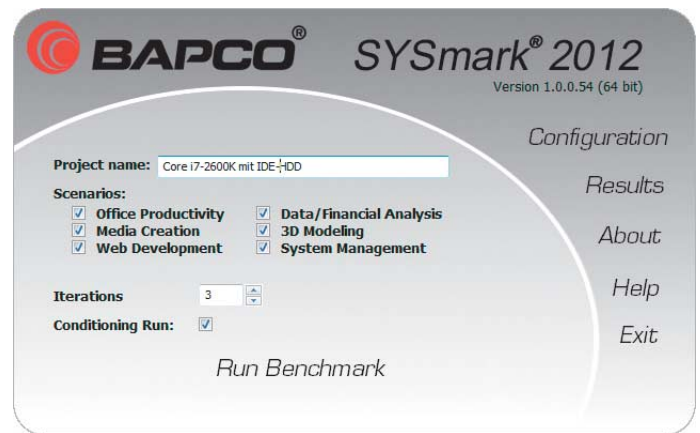 BAPCO® SYSmark® 2012
Version 1.0.0.54 (64 bit)
Configuration
Project name: Core i7-2600K mit IDE-HDD
Results
Scenarios:
Office Productivity Data/Financial Analysis
Media Creation 3D Modeling
About
Web Development System Management
Help
Iterations 3
Conditioning Run:
Exit
Run Benchmark